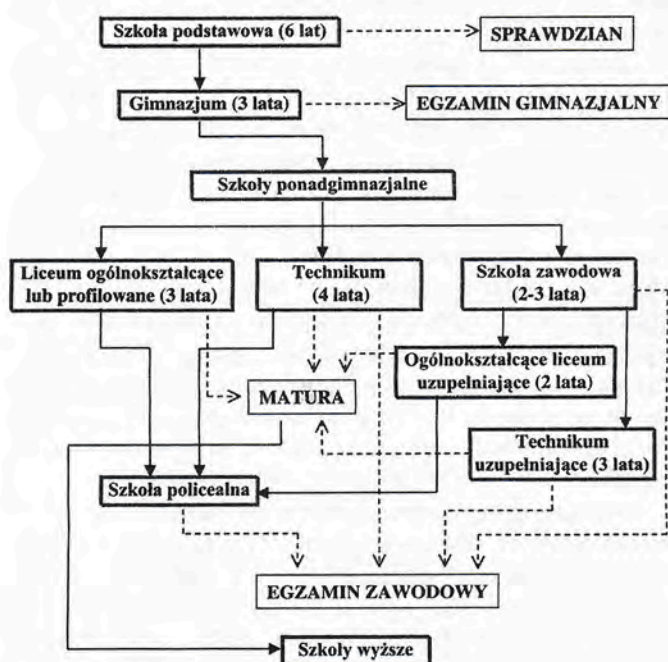 Szkoła podstawowa (6 lat)
SPRAWDZIAN
Gimnazjum (3 lata)
EGZAMIN GIMNAZJALNY
Szkoły ponadgimnazjalne
Liceum ogólnokształcące
lub profilowane (3 lata)
Technikum
(4 lata)
Szkoła zawodowa
(2-3 lata)
Ogólnokształcące liceum
uzupełniające (2 lata)
MATURA
Technikum
uzupełniające (3 lata)
Szkoła policealna
EGZAMIN ZAWODOWY
Szkoły wyższe